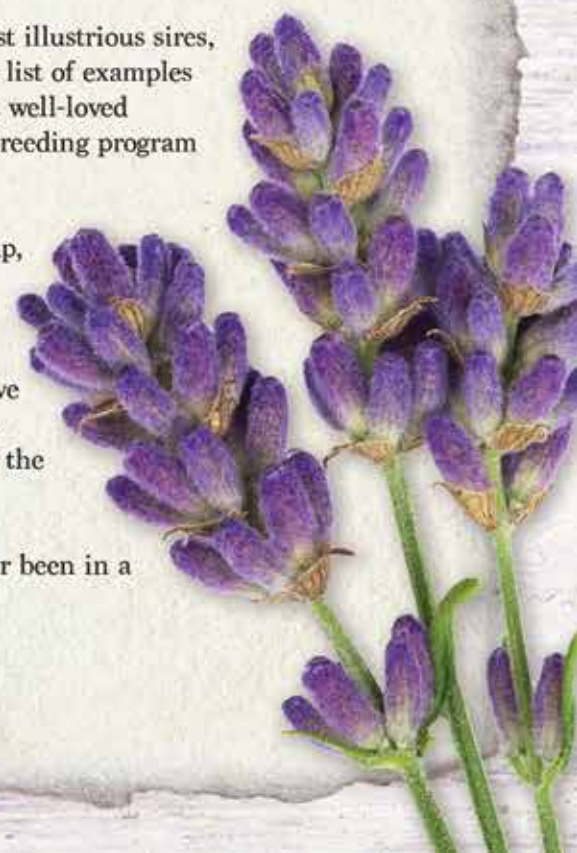 st illustrious sires,
list of examples
well-loved
reeding program
p,
ve
the
r been in a